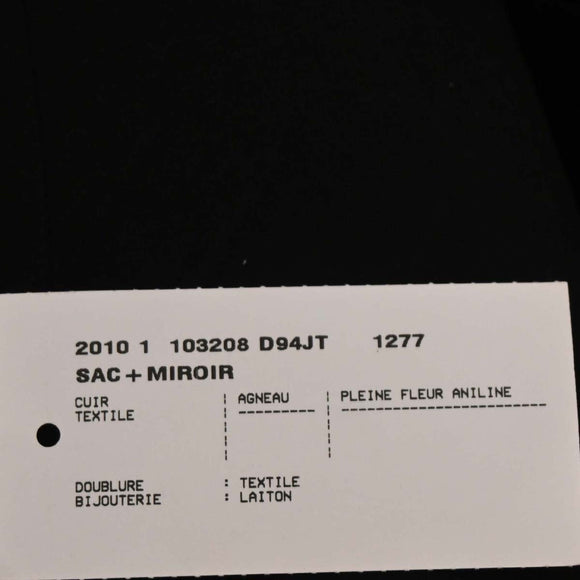 2010 1 103208 D94JT 1277
SAC+MIROIR
CUIR AGNEAU PLEINE FLEUR ANILINE
TEXTILE
DOUBLURE : TEXTILE
BIJOUTERIE : LAITON